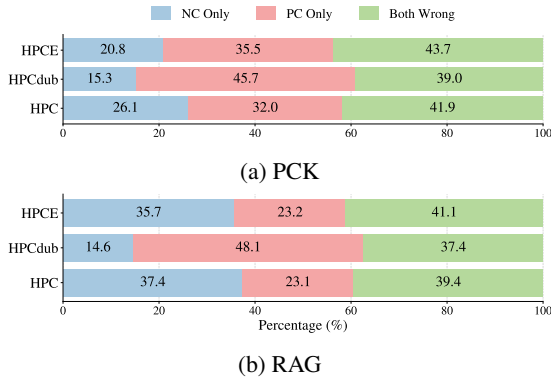 NC Only PC Only Both Wrong
HPCE 20.8 35.5 43.7
HPCdub 15.3 45.7 39.0
HPC 26.1 32.0 41.9
0 20 40 60 80 100
(a) PCK
HPCE 35.7 23.2 41.1
HPCdub 14.6 48.1 37.4
HPC 37.4 23.1 39.4
0 20 40 60 80 100
Percentage (%)
(b) RAG